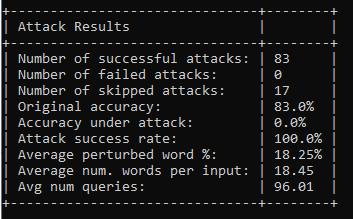 Attack Results
Number of successful attacks: 83
Number of failed attacks: 0
Number of skipped attacks: 17
Original accuracy: 83.0%
Accuracy under attack: 0.0%
Attack success rate: 100.0%
Average perturbed word %: 18.25%
Average num. words per input: 18.45
Avg num queries: 96.01